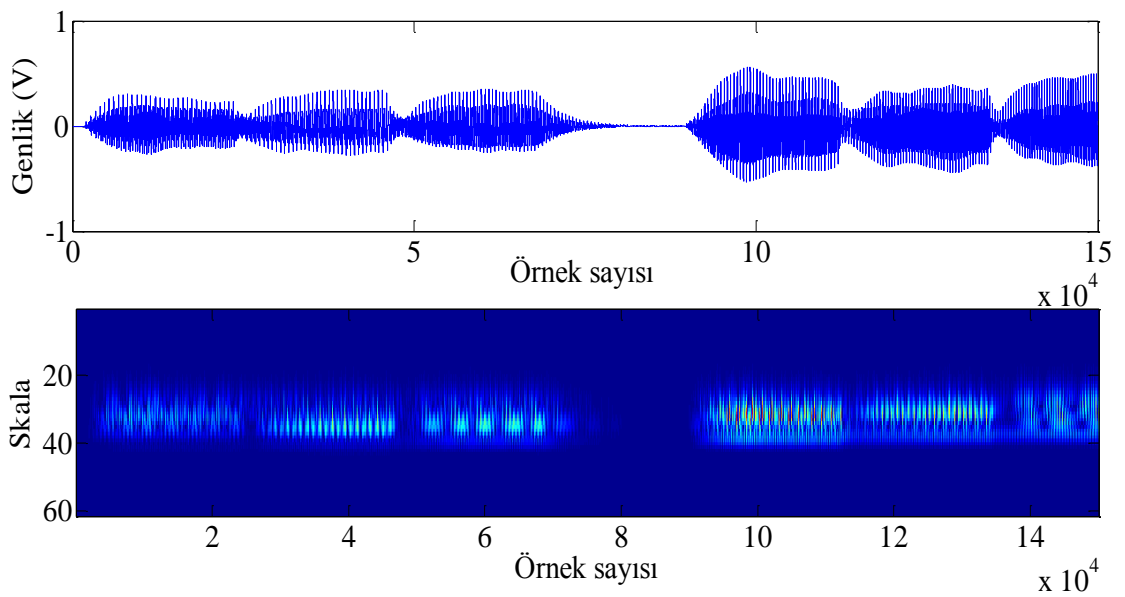 1
0
-1
Genlik (V)
0 5 10 15
Örnek sayısı
x 10^4
20
40
60
Skala
2 4 6 8 10 12 14
Örnek sayısı
x 10^4